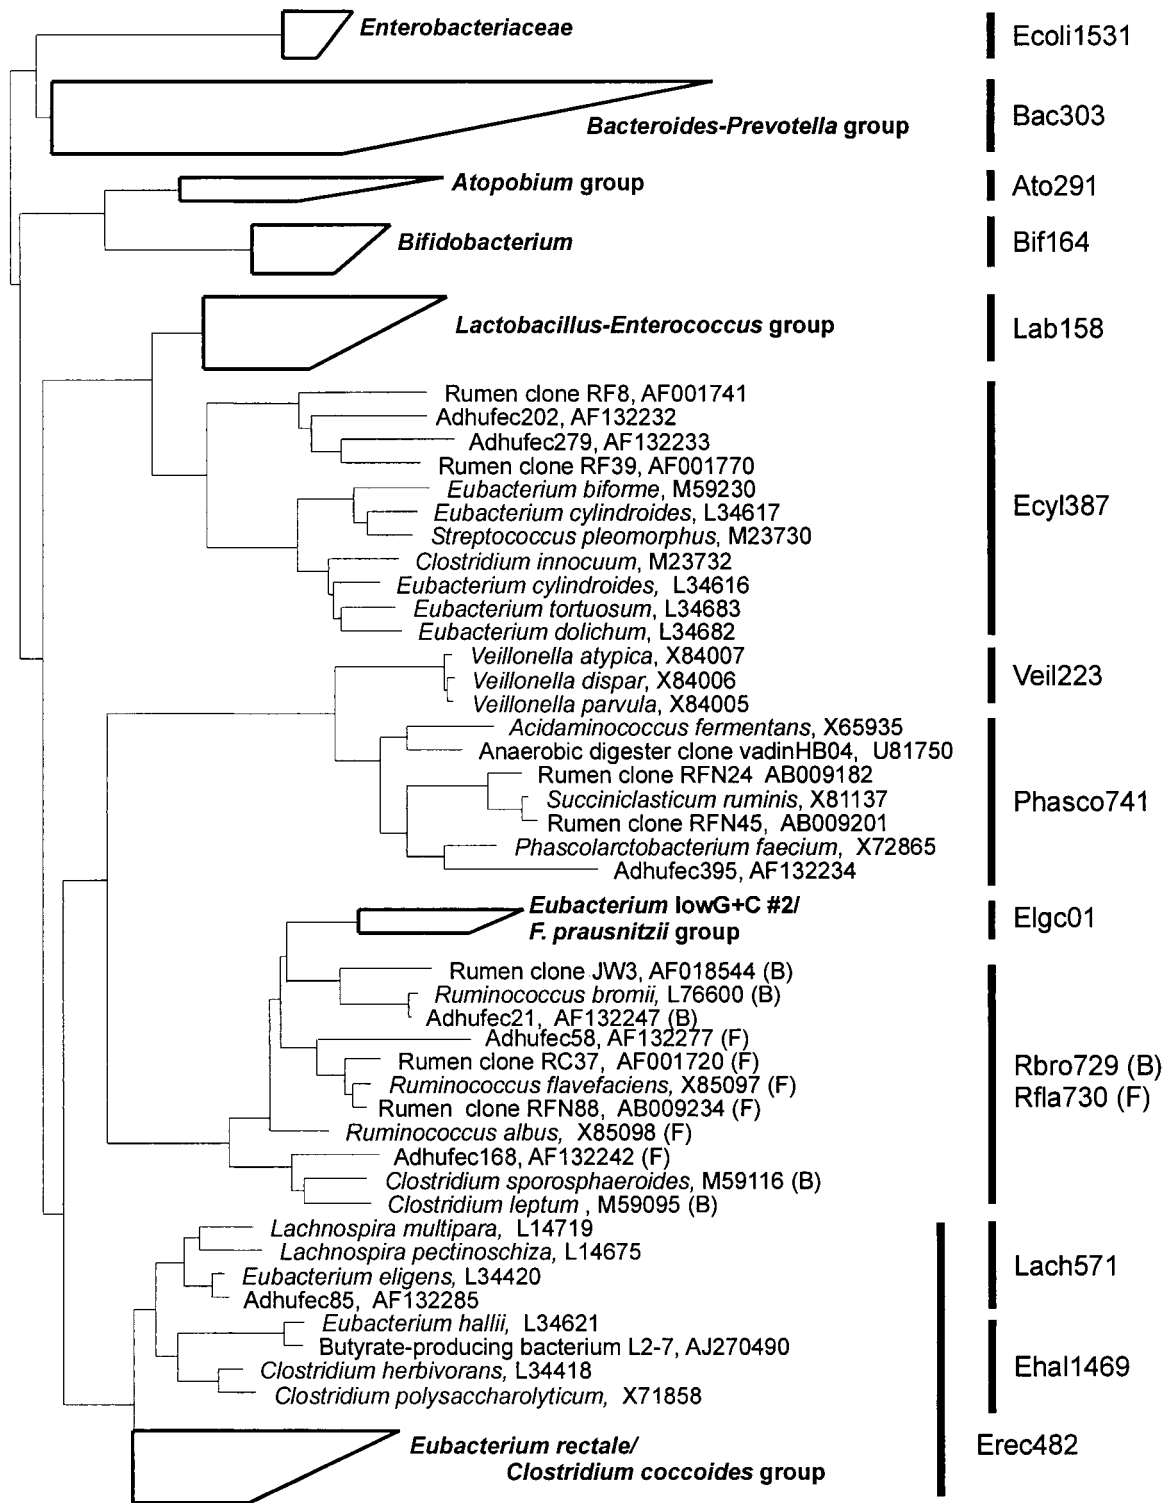 Enterobacteriaceae
Ecoli1531
Bacteroides-Prevotella group
Bac303
Atopobium group
Ato291
Bifidobacterium
Bif164
Lactobacillus-Enterococcus group
Lab158
Rumen clone RF8, AF001741
Adhufec202, AF132232
Adhufec279, AF132233
Rumen clone RF39, AF001770
Eubacterium biforme, M59230
Eubacterium cylindroides, L34617
Streptococcus pleomorphus, M23730
Clostridium innocuum, M23732
Eubacterium cylindroides, L34616
Eubacterium tortuosum, L34683
Eubacterium dolichum, L34682
Ecyl387
Veillonella atypica, X84007
Veillonella dispar, X84006
Veillonella parvula, X84005
Veil223
Acidaminococcus fermentans, X65935
Anaerobic digester clone vadinHB04, U81750
Rumen clone RFN24 AB009182
Succiniclasticum ruminis, X81137
Rumen clone RFN45, AB009201
Phascolarctobacterium faecium, X72865
Adhufec395, AF132234
Phasco741
Eubacterium lowG+C #2/
F. prausnitzii group
Elgc01
Rumen clone JW3, AF018544 (B)
Ruminococcus bromii, L76600 (B)
Adhufec21, AF132247 (B)
Adhufec58, AF132277 (F)
Rumen clone RC37, AF001720 (F)
Ruminococcus flavefaciens, X85097 (F)
Rumen clone RFN88, AB009234 (F)
Ruminococcus albus, X85098 (F)
Adhufec168, AF132242 (F)
Clostridium sporosphaeroides, M59116 (B)
Clostridium leptum , M59095 (B)
Rbro729 (B)
Rfla730 (F)
Lachnospira multipara, L14719
Lachnospira pectinoschiza, L14675
Eubacterium eligens, L34420
Adhufec85, AF132285
Lach571
Eubacterium hallii, L34621
Butyrate-producing bacterium L2-7, AJ270490
Clostridium herbivorans, L34418
Clostridium polysaccharolyticum, X71858
Ehal1469
Eubacterium rectale/
Clostridium coccoides group
Erec482